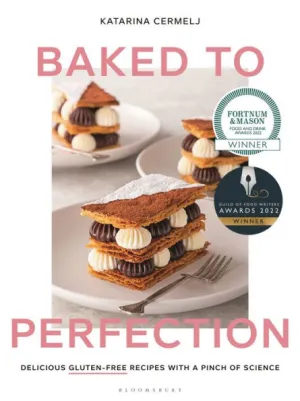 KATARINA CERMELJ
BAKED TO
FORTNUM
& MASON
FOOD AND DRINK
AWARDS 2022
WINNER
GUILD OF FOOD WRITERS
AWARDS 2022
WINNER
PERFECTION
DELICIOUS GLUTEN-FREE RECIPES WITH A PINCH OF SCIENCE
BLOOMSBURY